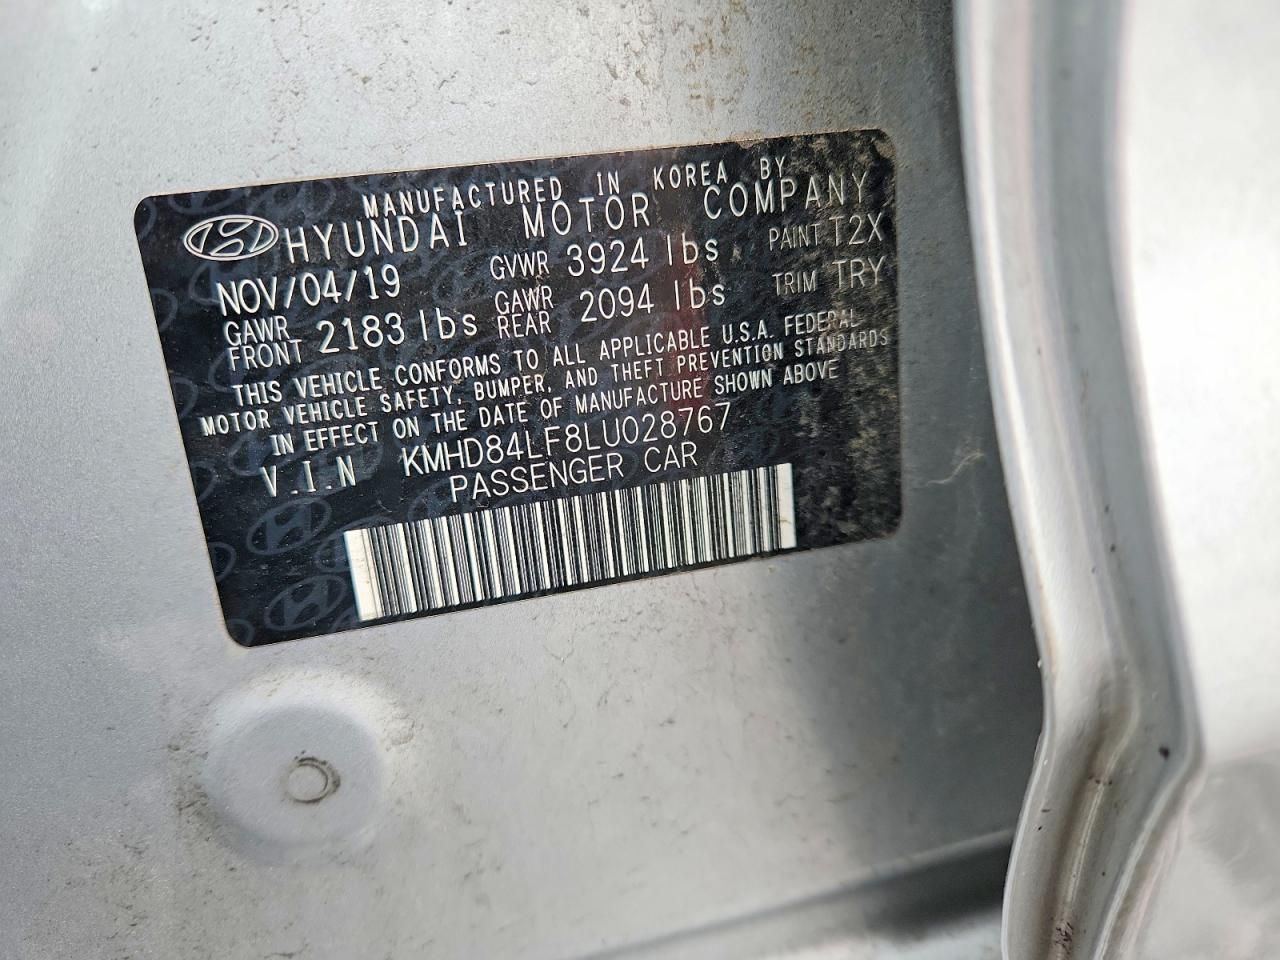 MANUFACTURED IN KOREA BY
HYUNDAI MOTOR COMPANY
NOV/04/19 GVWR 3924 lbs PAINT T2X
GAWR FRONT 2183 lbs GAWR REAR 2094 lbs TRIM TRY
THIS VEHICLE CONFORMS TO ALL APPLICABLE U.S.A. FEDERAL
MOTOR VEHICLE SAFETY, BUMPER, AND THEFT PREVENTION STANDARDS
IN EFFECT ON THE DATE OF MANUFACTURE SHOWN ABOVE
V.I.N KMHD84LF8LU028767
PASSENGER CAR